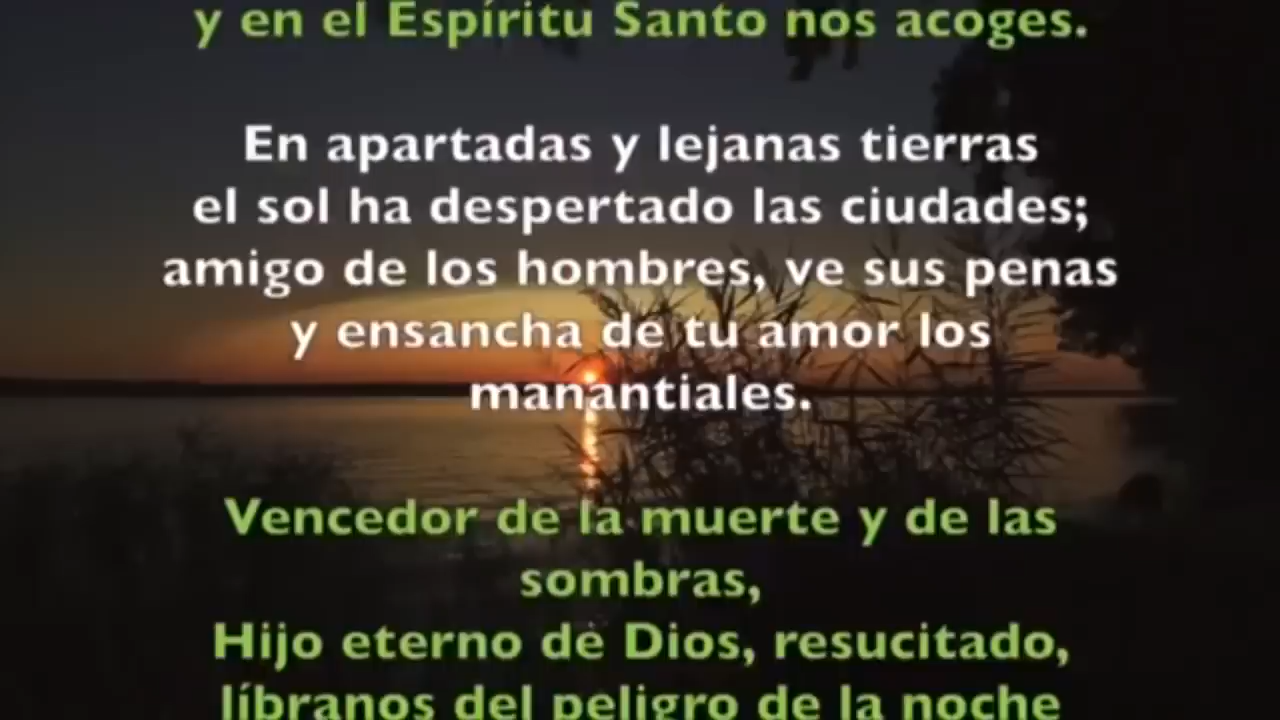 y en el Espíritu Santo nos acoges.
En apartadas y lejanas tierras
el sol ha despertado las ciudades;
amigo de los hombres, ve sus penas
y ensancha de tu amor los
manantiales.
Vencedor de la muerte y de las
sombras,
Hijo eterno de Dios, resucitado,
líbranos del peligro de la noche